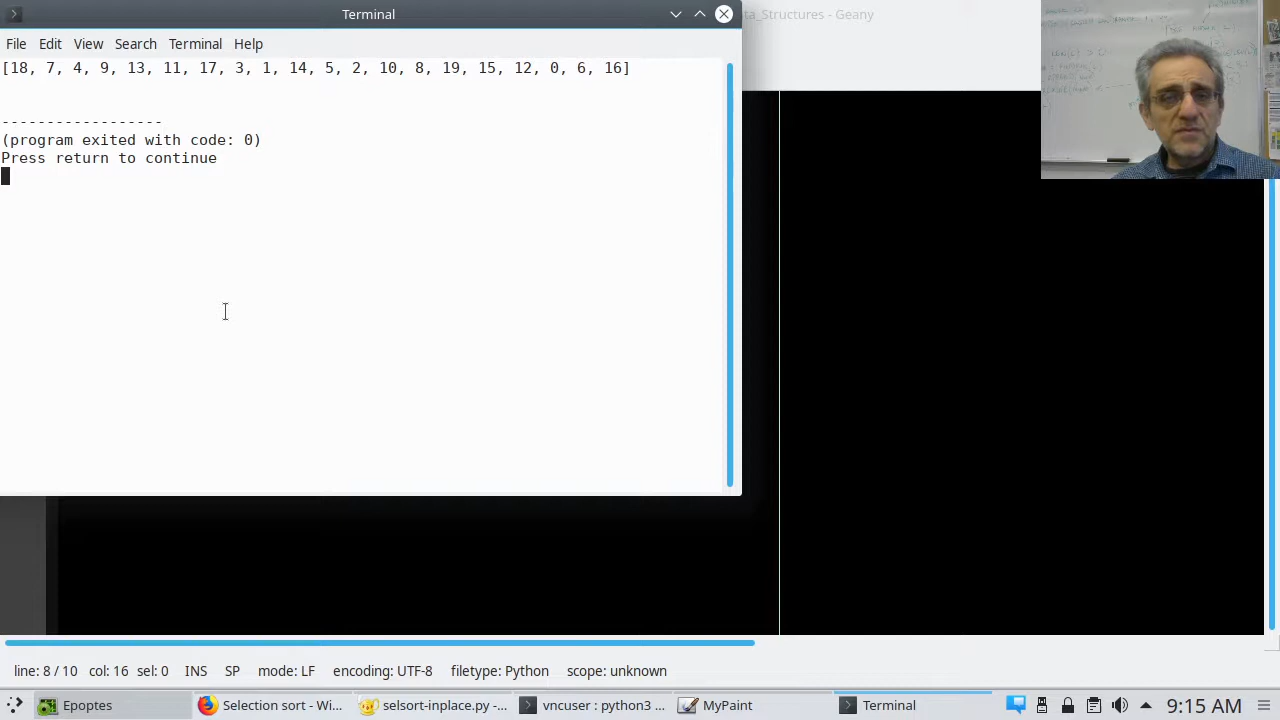 Terminal
ta_Structures - Geany
File Edit View Search Terminal Help
[18, 7, 4, 9, 13, 11, 17, 3, 1, 14, 5, 2, 10, 8, 19, 15, 12, 0, 6, 16]
------------------
(program exited with code: 0)
Press return to continue
line: 8 / 10 col: 16 sel: 0 INS SP mode: LF encoding: UTF-8 filetype: Python scope: unknown
Epoptes Selection sort - Wi... selsort-inplace.py -... vncuser : python3 ... MyPaint Terminal 9:15 AM